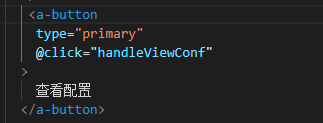 <a-button
type="primary"
@click="handleViewConf"
>
查看配置
</a-button>